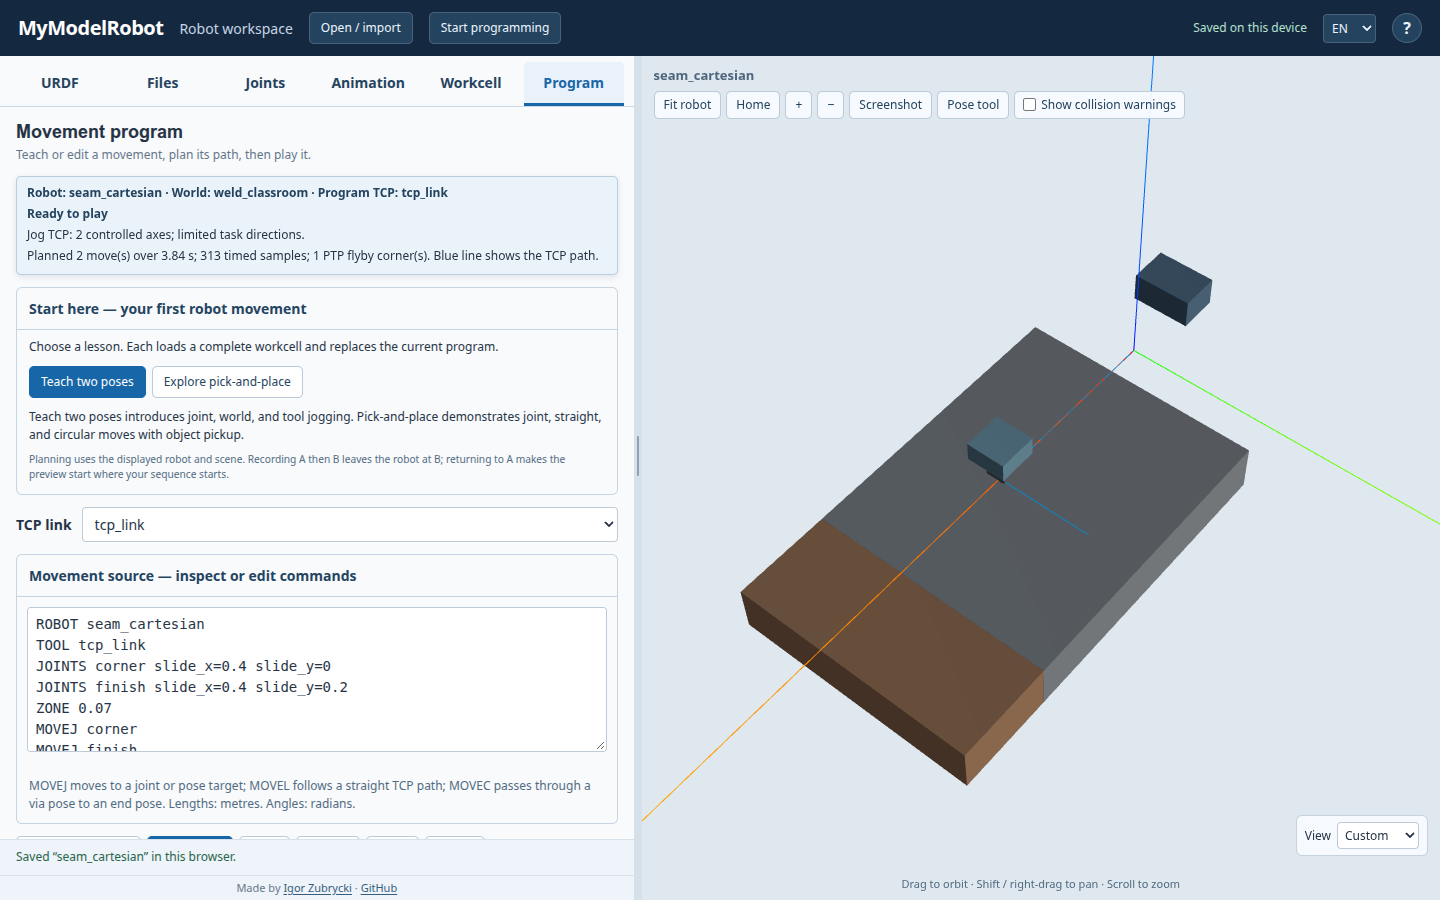 MyModelRobot
Robot workspace
Open / import
Start programming
Saved on this device
EN
?
URDF
Files
Joints
Animation
Workcell
Program
Movement program
Teach or edit a movement, plan its path, then play it.
Robot: seam_cartesian · World: weld_classroom · Program TCP: tcp_link
Ready to play
Jog TCP: 2 controlled axes; limited task directions.
Planned 2 move(s) over 3.84 s; 313 timed samples; 1 PTP flyby corner(s). Blue line shows the TCP path.
Start here — your first robot movement
Choose a lesson. Each loads a complete workcell and replaces the current program.
Teach two poses
Explore pick-and-place
Teach two poses introduces joint, world, and tool jogging. Pick-and-place demonstrates joint, straight,
and circular moves with object pickup.
Planning uses the displayed robot and scene. Recording A then B leaves the robot at B; returning to A makes the
preview start where your sequence starts.
TCP link
tcp_link
Movement source — inspect or edit commands
ROBOT seam_cartesian
TOOL tcp_link
JOINTS corner slide_x=0.4 slide_y=0
JOINTS finish slide_x=0.4 slide_y=0.2
ZONE 0.07
MOVEJ corner
MOVEJ finish
MOVEJ moves to a joint or pose target; MOVEL follows a straight TCP path; MOVEC passes through a
via pose to an end pose. Lengths: metres. Angles: radians.
Saved “seam_cartesian” in this browser.
Made by Igor Zubrycki · GitHub
seam_cartesian
Fit robot
Home
+
−
Screenshot
Pose tool
Show collision warnings
View
Custom
Drag to orbit · Shift / right-drag to pan · Scroll to zoom